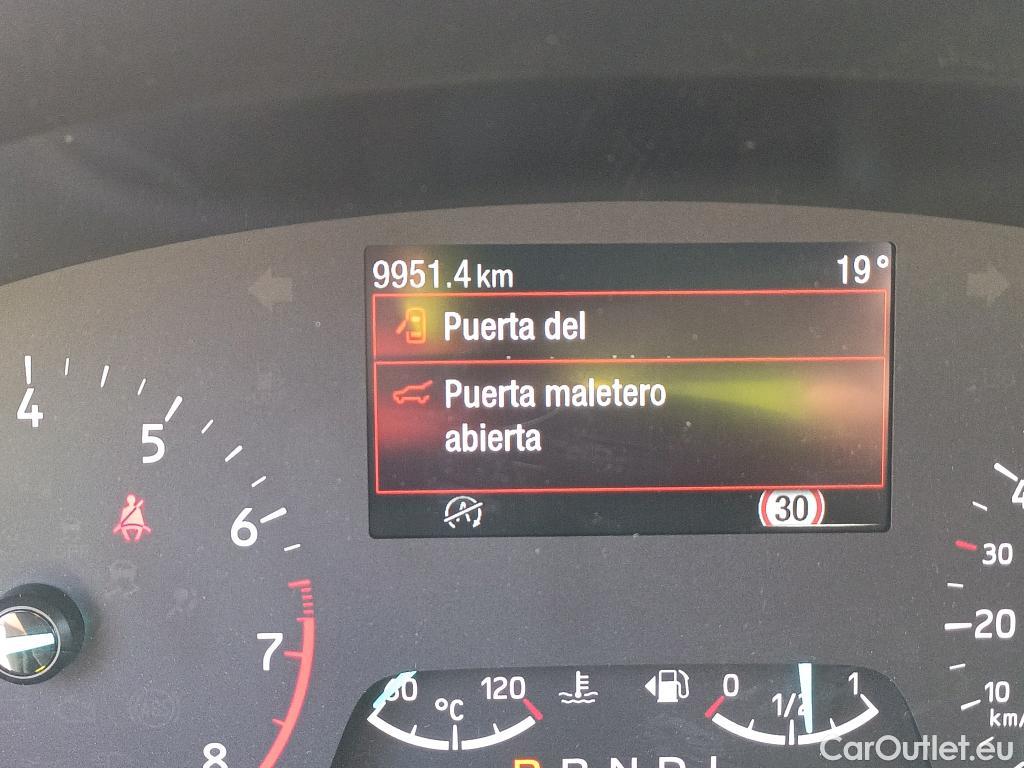 9951.4 km 19°
Puerta del
Puerta maletero
abierta
30
4
5
6
7
8
30
20
10
km/
60 120
°C
0 1/2 1
P R N D L
CarOutlet.eu